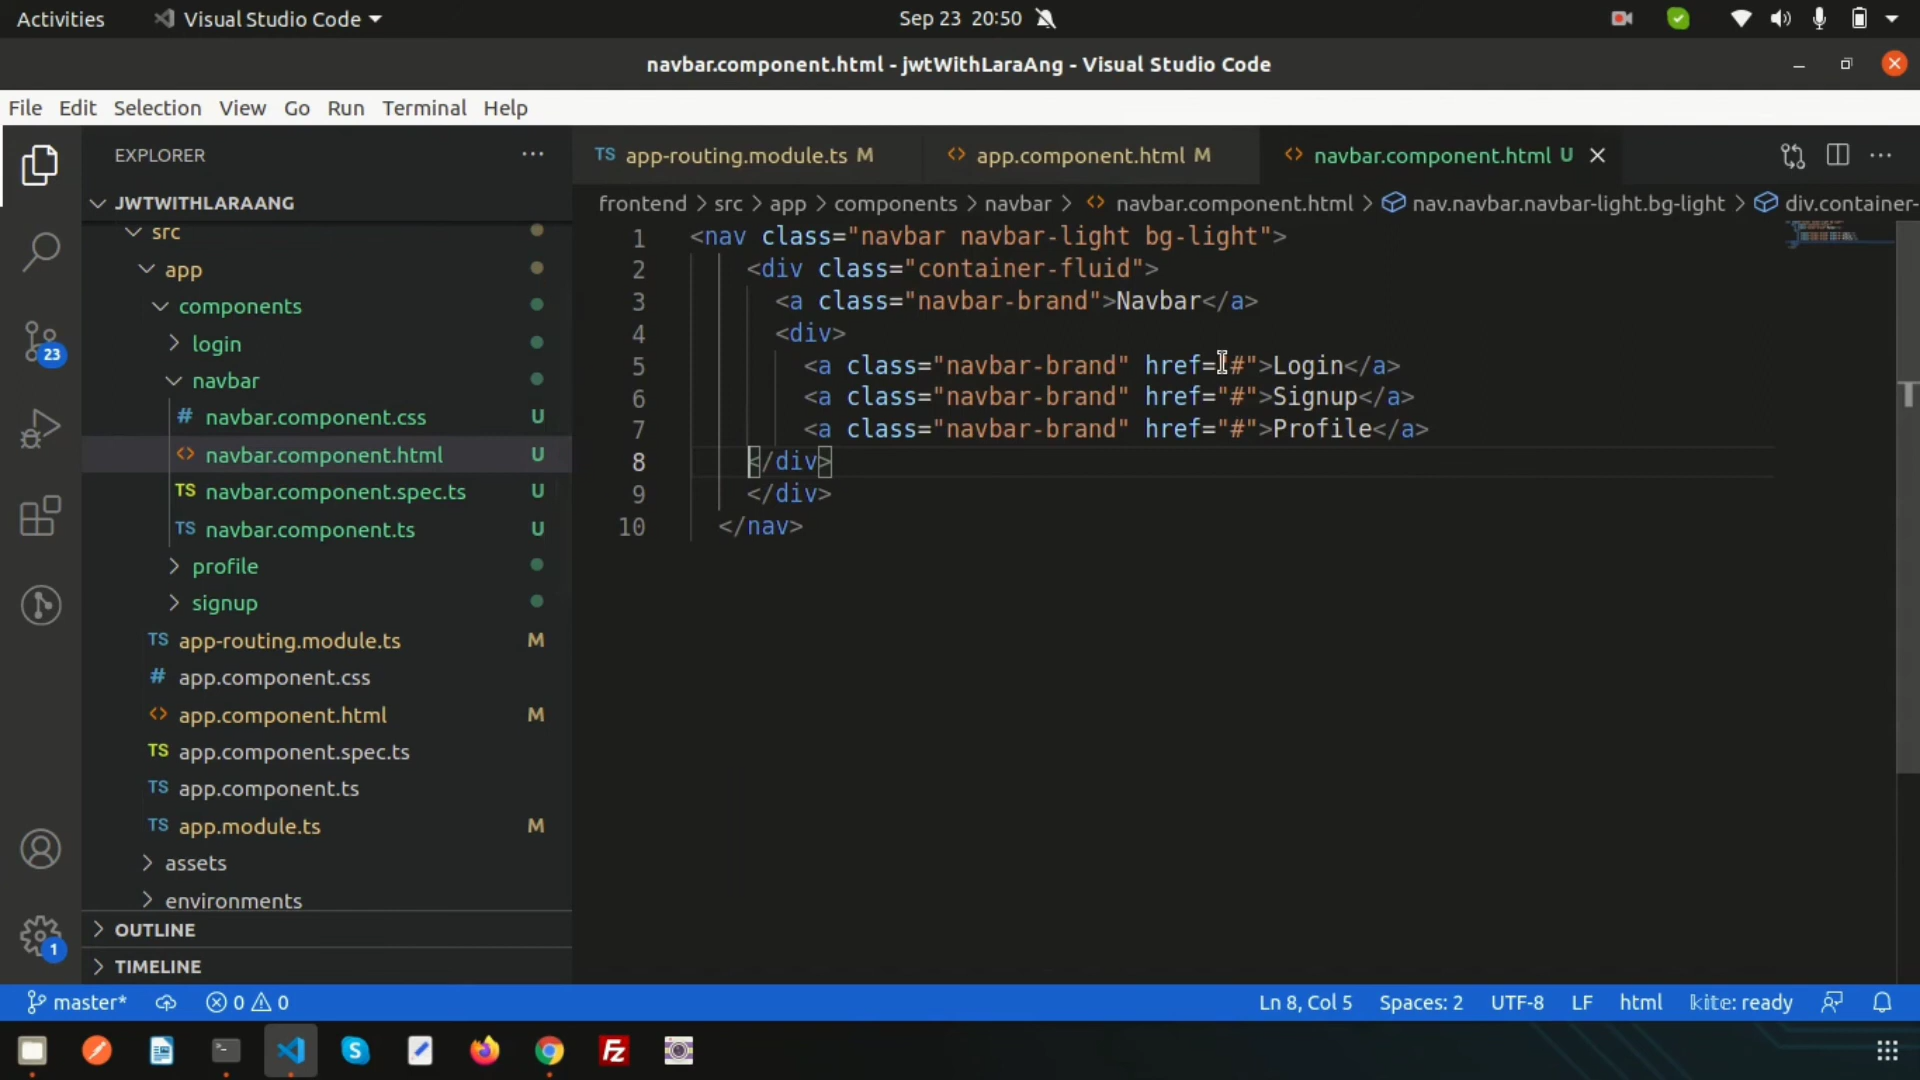 Activities
Visual Studio Code
Sep 23 20:50
navbar.component.html - jwtWithLaraAng - Visual Studio Code
File Edit Selection View Go Run Terminal Help
EXPLORER
JWTWITHLARAANG
src
app
components
login
navbar
# navbar.component.css U
<> navbar.component.html U
TS navbar.component.spec.ts U
TS navbar.component.ts U
profile
signup
TS app-routing.module.ts M
# app.component.css
<> app.component.html M
TS app.component.spec.ts
TS app.component.ts
TS app.module.ts M
assets
environments
OUTLINE
TIMELINE
23
1
TS app-routing.module.ts M
<> app.component.html M
<> navbar.component.html U
frontend > src > app > components > navbar > <> navbar.component.html > nav.navbar.navbar-light.bg-light > div.container-
1 <nav class="navbar navbar-light bg-light">
2 <div class="container-fluid">
3 <a class="navbar-brand">Navbar</a>
4 <div>
5 <a class="navbar-brand" href="#">Login</a>
6 <a class="navbar-brand" href="#">Signup</a>
7 <a class="navbar-brand" href="#">Profile</a>
8 </div>
9 </div>
10 </nav>
master* 0 0
Ln 8, Col 5 Spaces: 2 UTF-8 LF html kite: ready